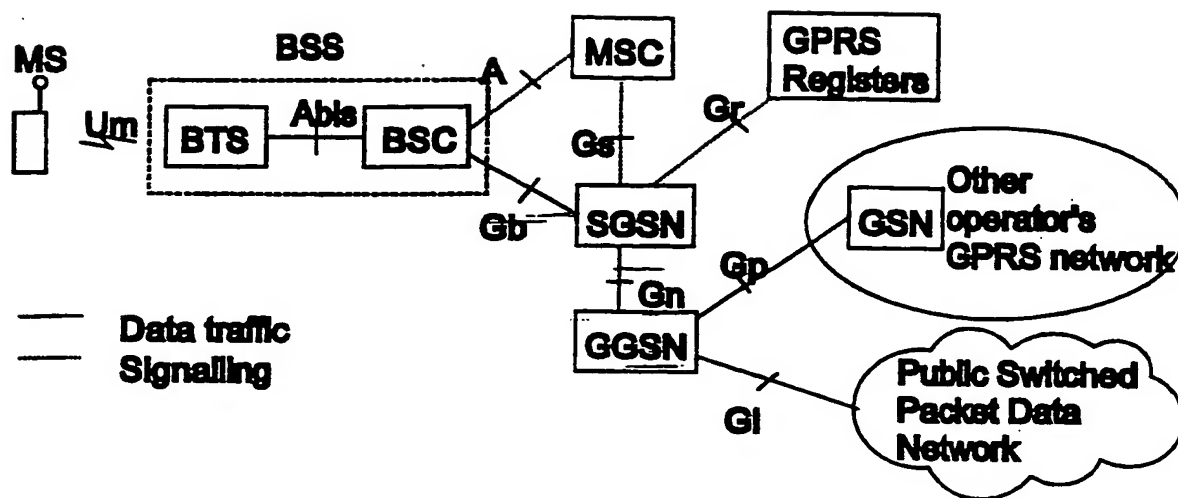 MS
BSS
Um
BTS
Abis
BSC
A
MSC
GPRS
Registers
Gr
Gs
Gb
SGSN
GSN
Other
operator's
GPRS network
Gp
Gn
GGSN
Gi
Public Switched
Packet Data
Network
Data traffic
Signalling